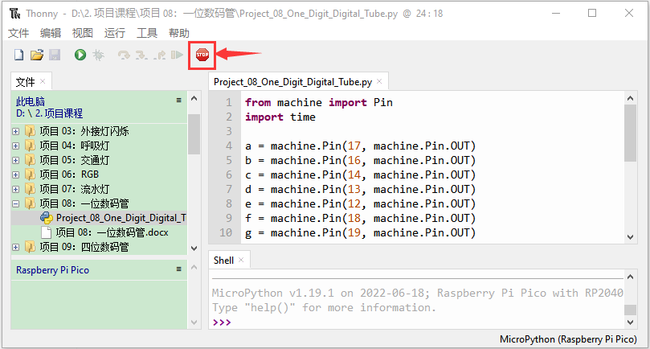 Thonny - D:\2. 项目课程\项目 08: 一位数码管\Project_08_One_Digit_Digital_Tube.py @ 24 : 18
文件 编辑 视图 运行 工具 帮助
STOP
文件
此电脑
D: \ 2. 项目课程
项目 03: 外接灯闪烁
项目 04: 呼吸灯
项目 05: 交通灯
项目 06: RGB
项目 07: 流水灯
项目 08: 一位数码管
Project_08_One_Digit_Digital_T
项目 08: 一位数码管.docx
项目 09: 四位数码管
Raspberry Pi Pico
Project_08_One_Digit_Digital_Tube.py
1 from machine import Pin
2 import time
3
4 a = machine.Pin(17, machine.Pin.OUT)
5 b = machine.Pin(16, machine.Pin.OUT)
6 c = machine.Pin(14, machine.Pin.OUT)
7 d = machine.Pin(13, machine.Pin.OUT)
8 e = machine.Pin(12, machine.Pin.OUT)
9 f = machine.Pin(18, machine.Pin.OUT)
10 g = machine.Pin(19, machine.Pin.OUT)
Shell
MicroPython v1.19.1 on 2022-06-18; Raspberry Pi Pico with RP2040
Type "help()" for more information.
>>>
MicroPython (Raspberry Pi Pico)